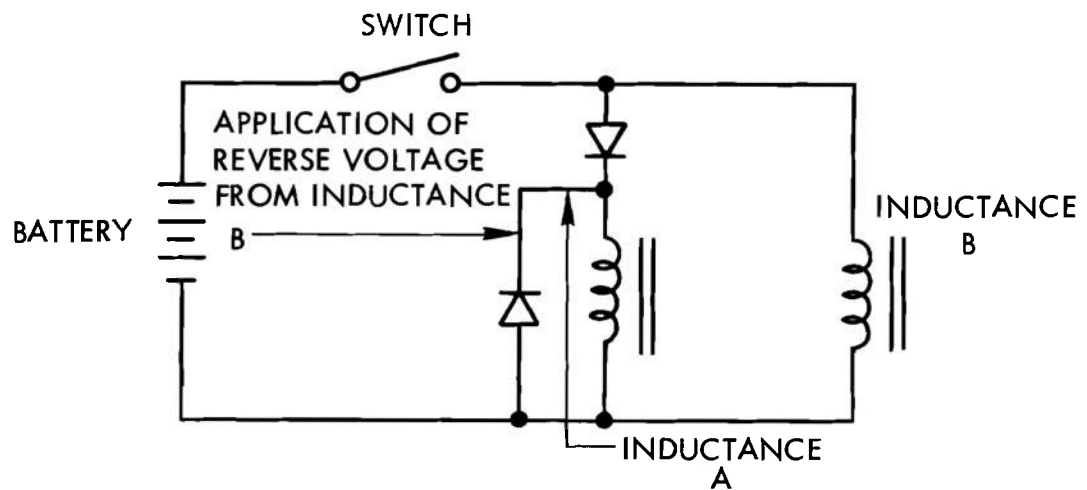 SWITCH
APPLICATION OF
REVERSE VOLTAGE
FROM INDUCTANCE
B
BATTERY
INDUCTANCE
B
INDUCTANCE
A